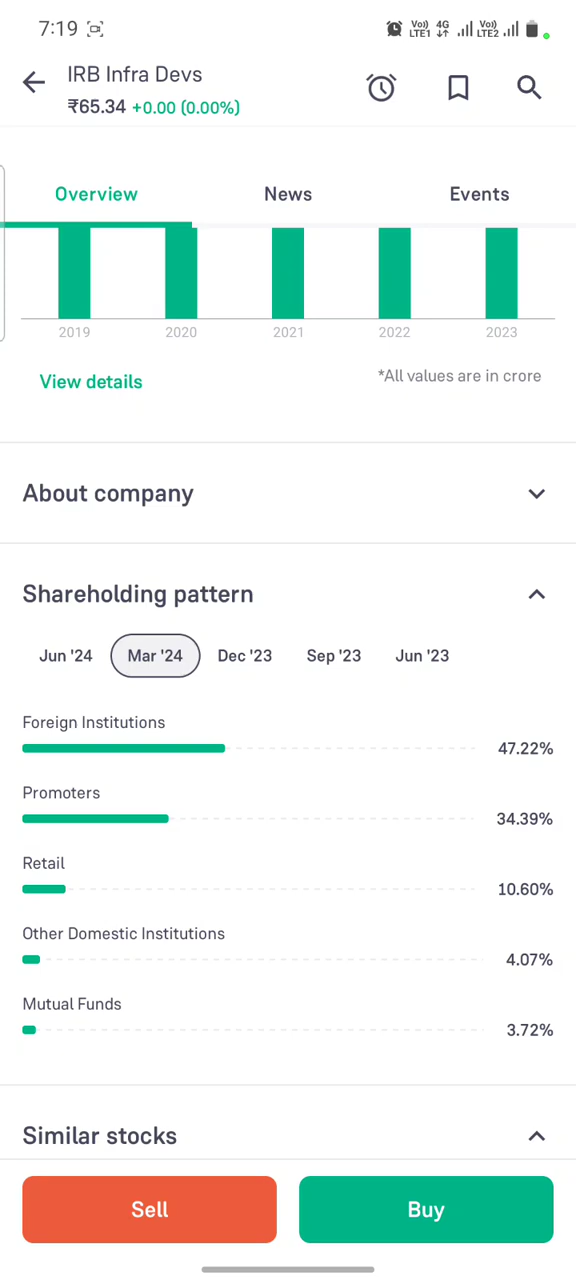 7:19
Vo)) LTE1 4G Vo)) LTE2
IRB Infra Devs
₹65.34 +0.00 (0.00%)
Overview News Events
2019 2020 2021 2022 2023
View details *All values are in crore
About company
Shareholding pattern
Jun '24 Mar '24 Dec '23 Sep '23 Jun '23
Foreign Institutions
47.22%
Promoters
34.39%
Retail
10.60%
Other Domestic Institutions
4.07%
Mutual Funds
3.72%
Similar stocks
Sell Buy